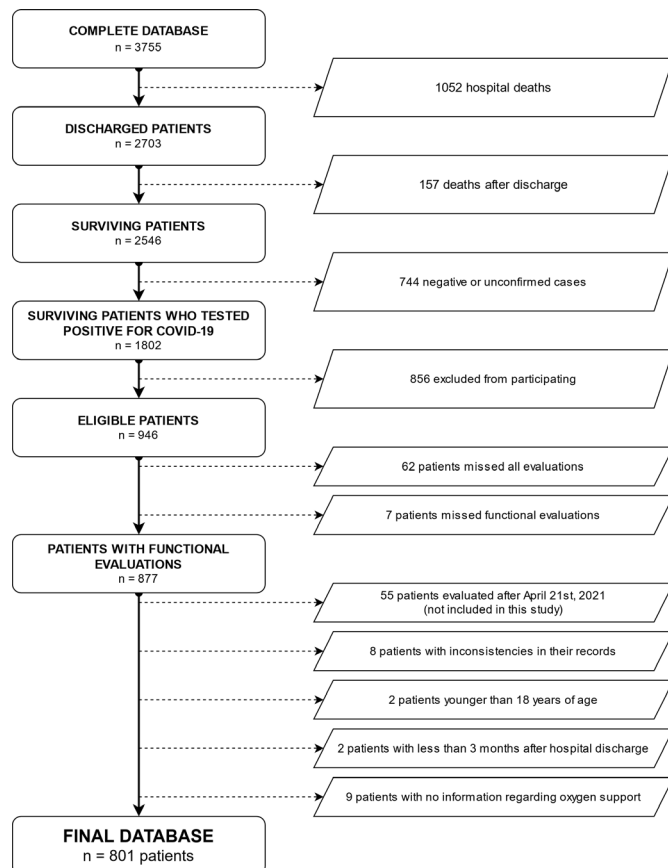 COMPLETE DATABASE
n = 3755
1052 hospital deaths
DISCHARGED PATIENTS
n = 2703
157 deaths after discharge
SURVIVING PATIENTS
n = 2546
744 negative or unconfirmed cases
SURVIVING PATIENTS WHO TESTED
POSITIVE FOR COVID-19
n = 1802
856 excluded from participating
ELIGIBLE PATIENTS
n = 946
62 patients missed all evaluations
7 patients missed functional evaluations
PATIENTS WITH FUNCTIONAL
EVALUATIONS
n = 877
55 patients evaluated after April 21st, 2021
(not included in this study)
8 patients with inconsistencies in their records
2 patients younger than 18 years of age
2 patients with less than 3 months after hospital discharge
9 patients with no information regarding oxygen support
FINAL DATABASE
n = 801 patients